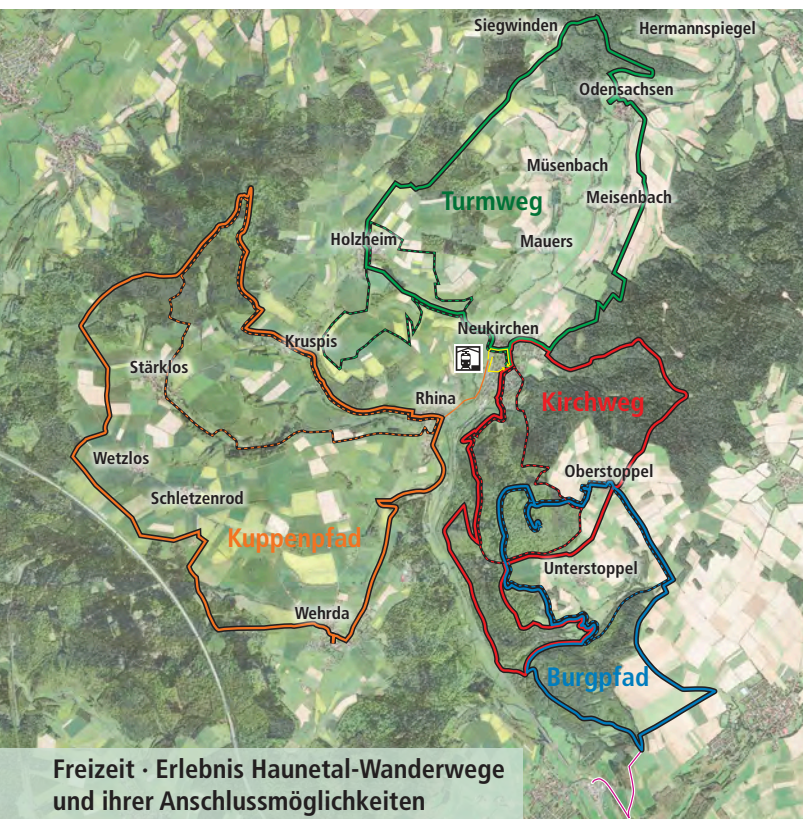 Siegwinden
Hermannspiegel
Odensachsen
Müsenbach
Turmweg
Meisenbach
Holzheim
Mauers
Neukirchen
Kruspis
Stärklos
Rhina
Kirchweg
Wetzlos
Oberstoppel
Schletzenrod
Kuppenpfad
Unterstoppel
Wehrda
Burgpfad
Freizeit · Erlebnis Haunetal-Wanderwege
und ihrer Anschlussmöglichkeiten